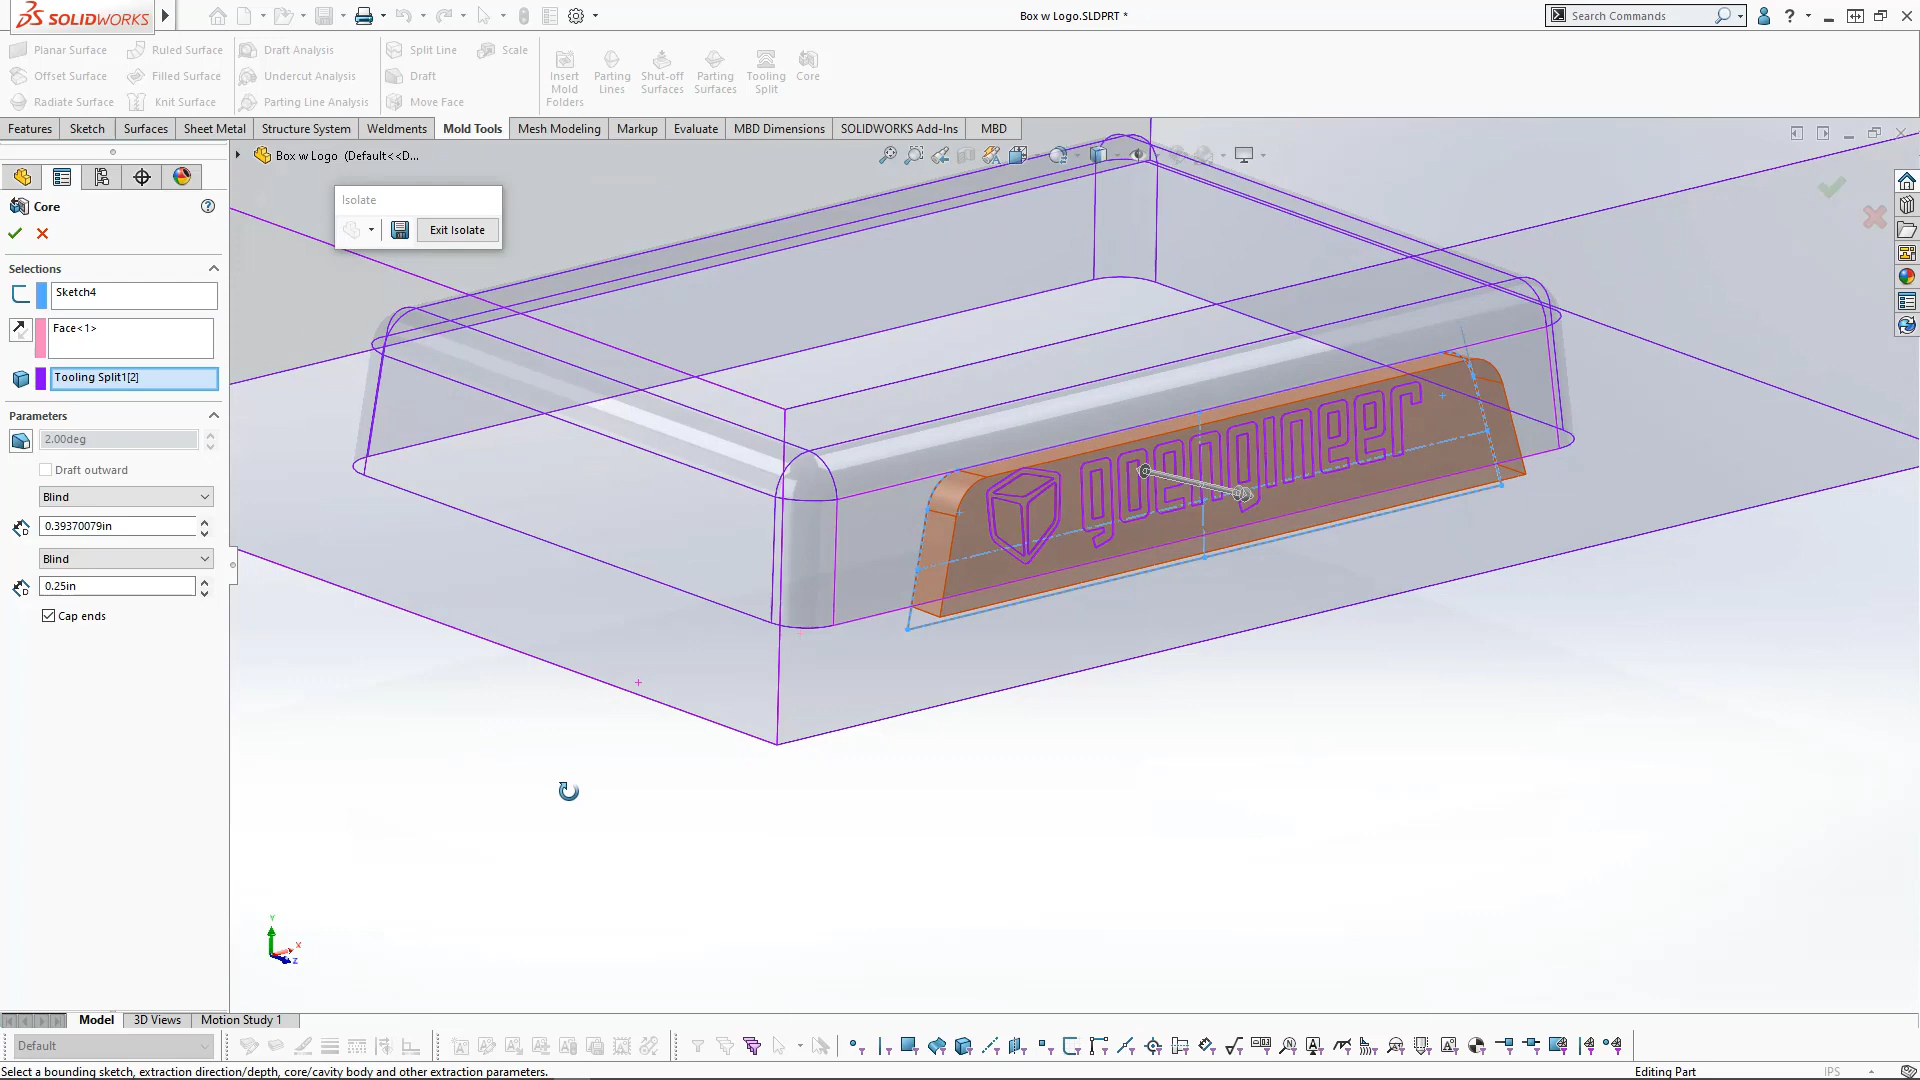 SOLIDWORKS
Box w Logo.SLDPRT *
Search Commands
Planar Surface
Ruled Surface
Draft Analysis
Split Line
Scale
Offset Surface
Filled Surface
Undercut Analysis
Draft
Radiate Surface
Knit Surface
Parting Line Analysis
Move Face
Insert Mold Folders
Parting Lines
Shut-off Surfaces
Parting Surfaces
Tooling Split
Core
Features
Sketch
Surfaces
Sheet Metal
Structure System
Weldments
Mold Tools
Mesh Modeling
Markup
Evaluate
MBD Dimensions
SOLIDWORKS Add-Ins
MBD
Box w Logo (Default<<D...
Core
Selections
Sketch4
Face<1>
Tooling Split1[2]
Parameters
2.00deg
Draft outward
Blind
0.39370079in
Blind
0.25in
Cap ends
Isolate
Exit Isolate
goengineer
Y
X
Z
Model
3D Views
Motion Study 1
Default
Select a bounding sketch, extraction direction/depth, core/cavity body and other extraction parameters.
Editing Part
IPS